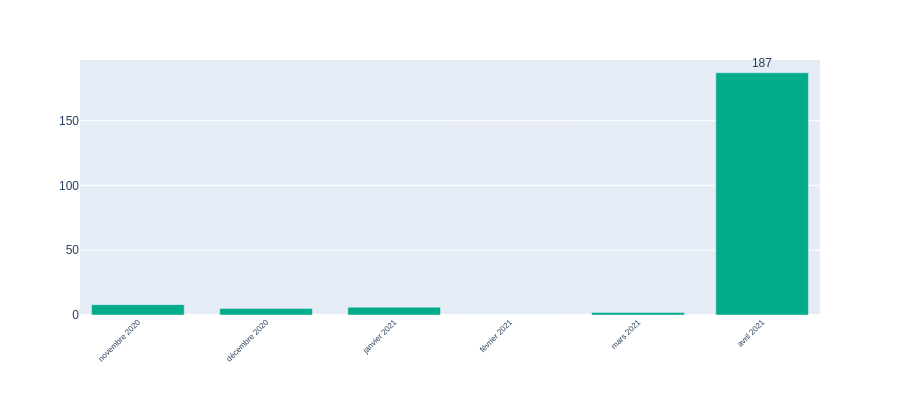 187
150
100
50
0
novembre 2020
décembre 2020
janvier 2021
février 2021
mars 2021
avril 2021